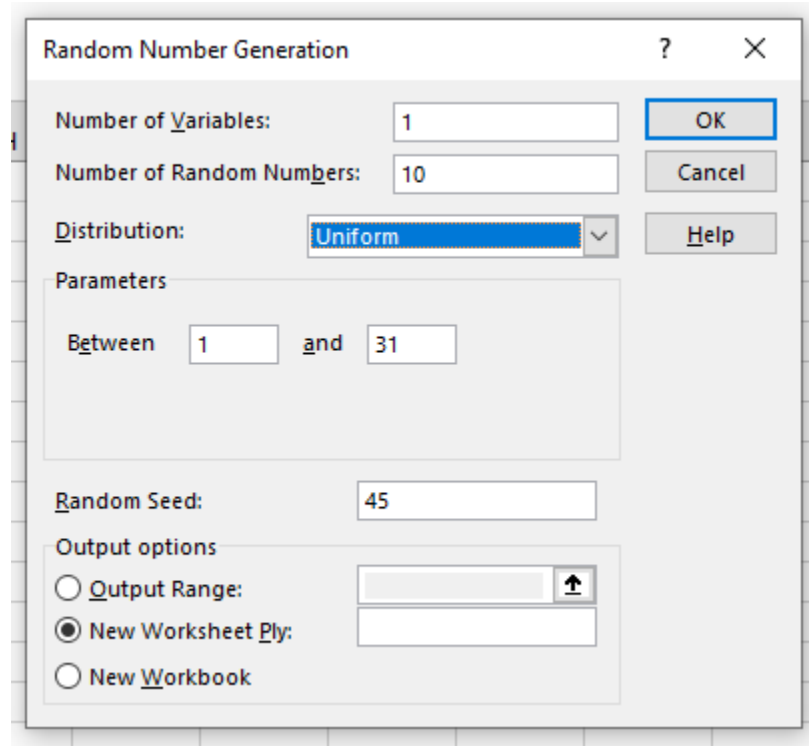 Random Number Generation ?
H
Number of Variables: 1 OK
Number of Random Numbers: 10 Cancel
Distribution: Uniform Help
Parameters
Between 1 and 31
Random Seed: 45
Output options
Output Range:
New Worksheet Ply:
New Workbook